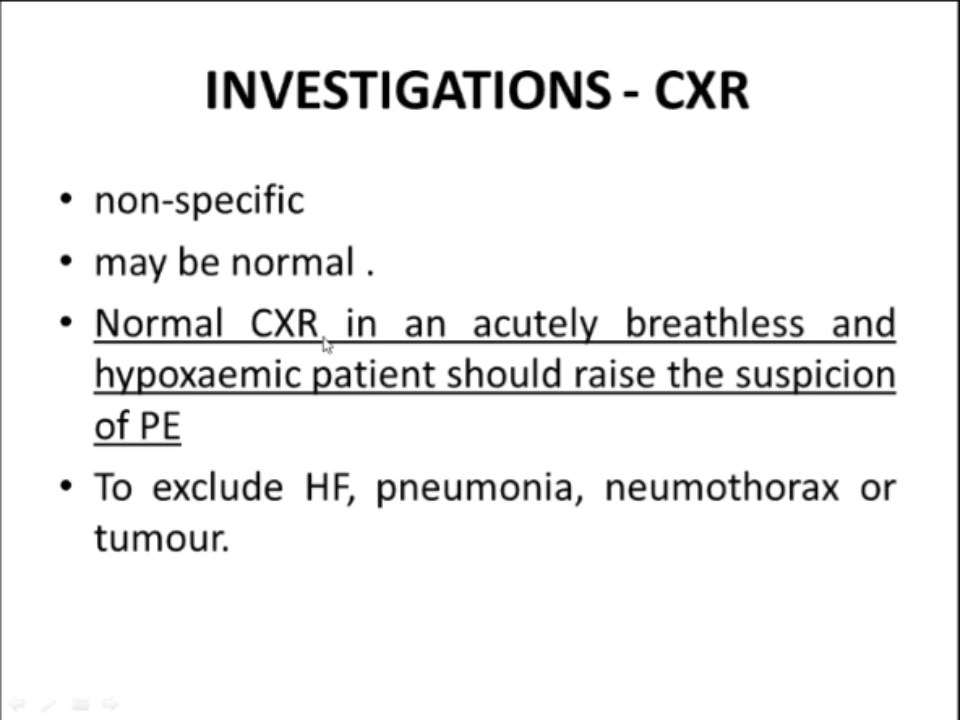 INVESTIGATIONS - CXR
• non-specific
• may be normal .
• Normal CXR in an acutely breathless and
hypoxaemic patient should raise the suspicion
of PE
• To exclude HF, pneumonia, neumothorax or
tumour.